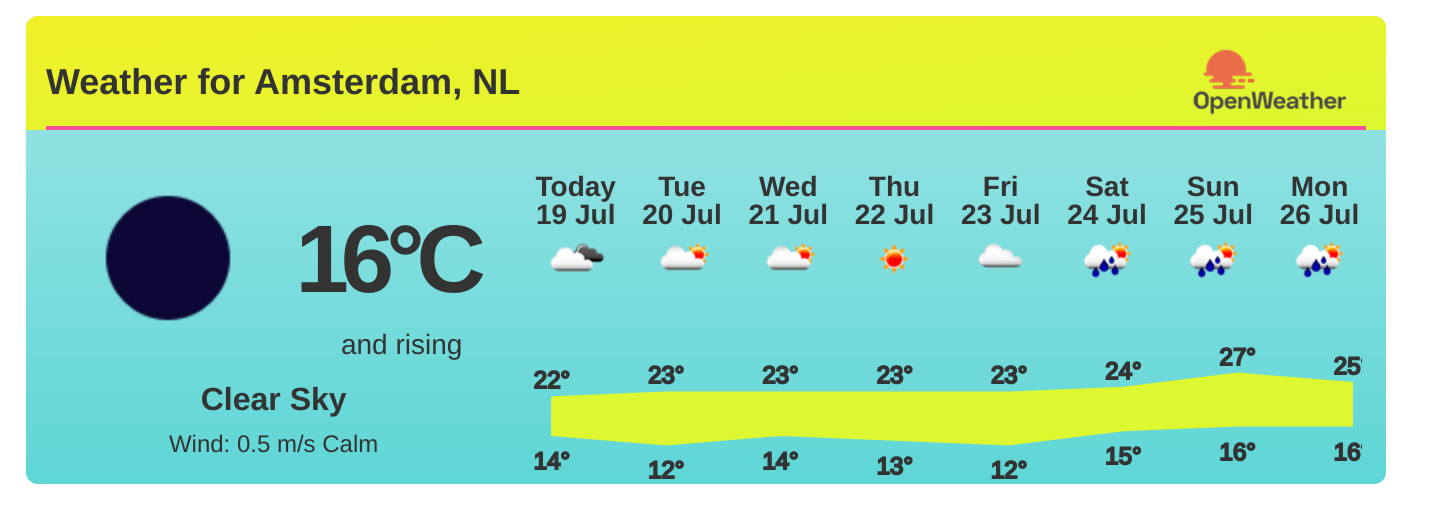 Weather for Amsterdam, NL
OpenWeather
16°C
and rising
Clear Sky
Wind: 0.5 m/s Calm
Today Tue Wed Thu Fri Sat Sun Mon
19 Jul 20 Jul 21 Jul 22 Jul 23 Jul 24 Jul 25 Jul 26 Jul
22° 23° 23° 23° 23° 24° 27° 25°
14° 12° 14° 13° 12° 15° 16° 16